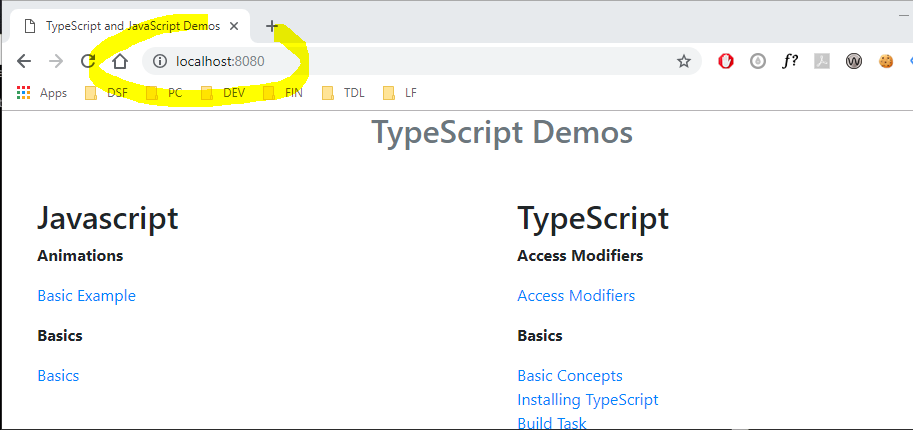 TypeScript and JavaScript Demos
localhost:8080
f?
W
Apps DSF PC DEV FIN TDL LF
TypeScript Demos
Javascript
Animations
Basic Example
Basics
Basics
TypeScript
Access Modifiers
Access Modifiers
Basics
Basic Concepts
Installing TypeScript
Build Task